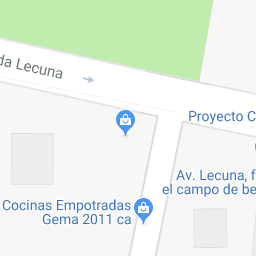 da Lecuna
Proyecto C
Av. Lecuna, f
el campo de be
Cocinas Empotradas
Gema 2011 ca